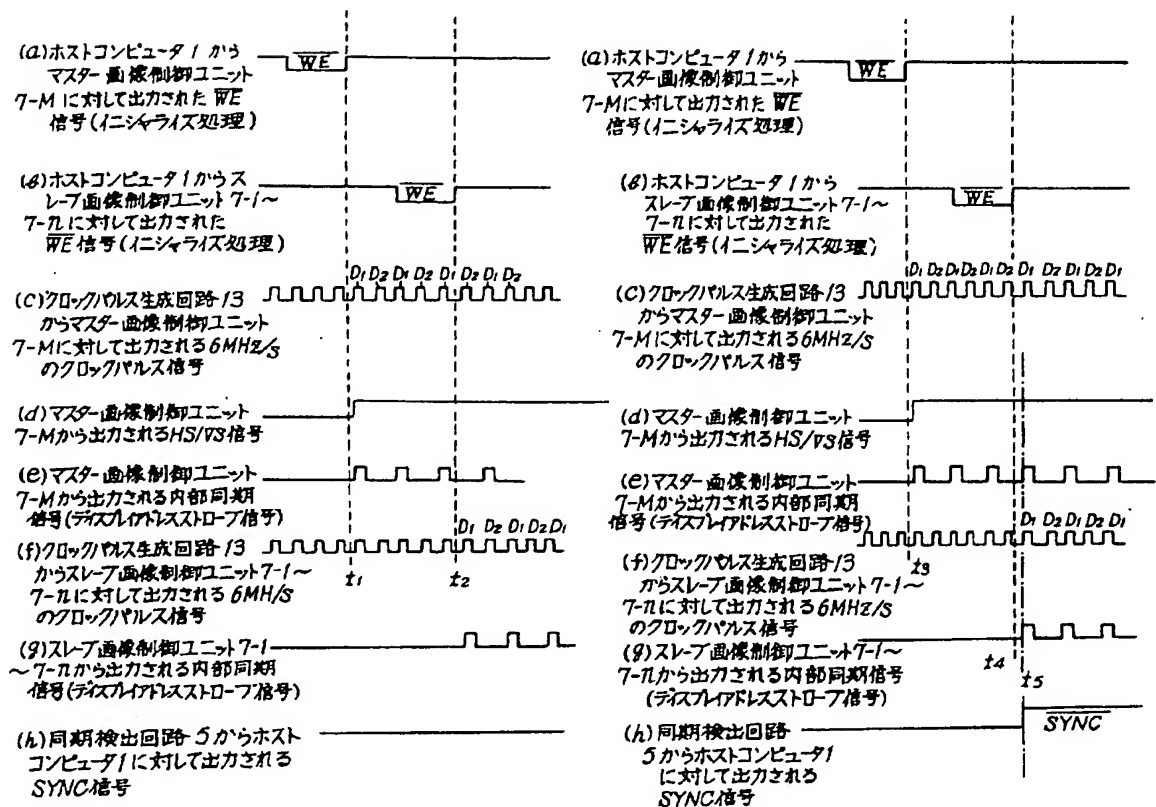 (a)ホストコンピュータ1から
マスター画像制御ユニット
7-Mに対して出力された WE
信号(イニシャライズ処理)
WE
(b)ホストコンピュータ1からス
レーブ画像制御ユニット7-1〜
7-nに対して出力された
WE信号(イニシャライズ処理)
WE
D1 D2 D1 D2 D1 D2 D1 D2
(c)クロックパルス生成回路13
からマスター画像制御ユニット
7-Mに対して出力される6MHz/s
のクロックパルス信号
(d)マスター画像制御ユニット
7-Mから出力されるHS/VS信号
(e)マスター画像制御ユニット
7-Mから出力される内部同期
信号(ディスプレイアドレスストローブ信号)
D1 D2 D1 D2 D1
(f)クロックパルス生成回路13
からスレーブ画像制御ユニット7-1〜
7-nに対して出力される6MH/s
のクロックパルス信号
t1
t2
(g)スレーブ画像制御ユニット7-1
〜7-nから出力される内部同期
信号(ディスプレイアドレスストローブ信号)
(h)同期検出回路5からホスト
コンピュータ1に対して出力される
SYNC信号
(a)ホストコンピュータ1から
マスター画像制御ユニット
7-Mに対して出力された WE
信号(イニシャライズ処理)
WE
(b)ホストコンピュータ1から
スレーブ画像制御ユニット7-1〜
7-nに対して出力された
WE信号(イニシャライズ処理)
WE
D1 D2 D1 D2 D1 D2 D1 D2 D1 D2 D1
(c)クロックパルス生成回路13
からマスター画像制御ユニット
7-Mに対して出力される6MHz/s
のクロックパルス信号
(d)マスター画像制御ユニット
7-Mから出力されるHS/VS信号
(e)マスター画像制御ユニット
7-Mから出力される内部同期
信号(ディスプレイアドレスストローブ信号)
D1 D2 D1 D2 D1
(f)クロックパルス生成回路13
からスレーブ画像制御ユニット7-1〜
7-nに対して出力される6MHz/s
のクロックパルス信号
t3
(g)スレーブ画像制御ユニット7-1〜
7-nから出力される内部同期信号
(ディスプレイアドレスストローブ信号)
t4
t5
(h)同期検出回路
5からホストコンピュータ1
に対して出力される
SYNC信号
SYNC